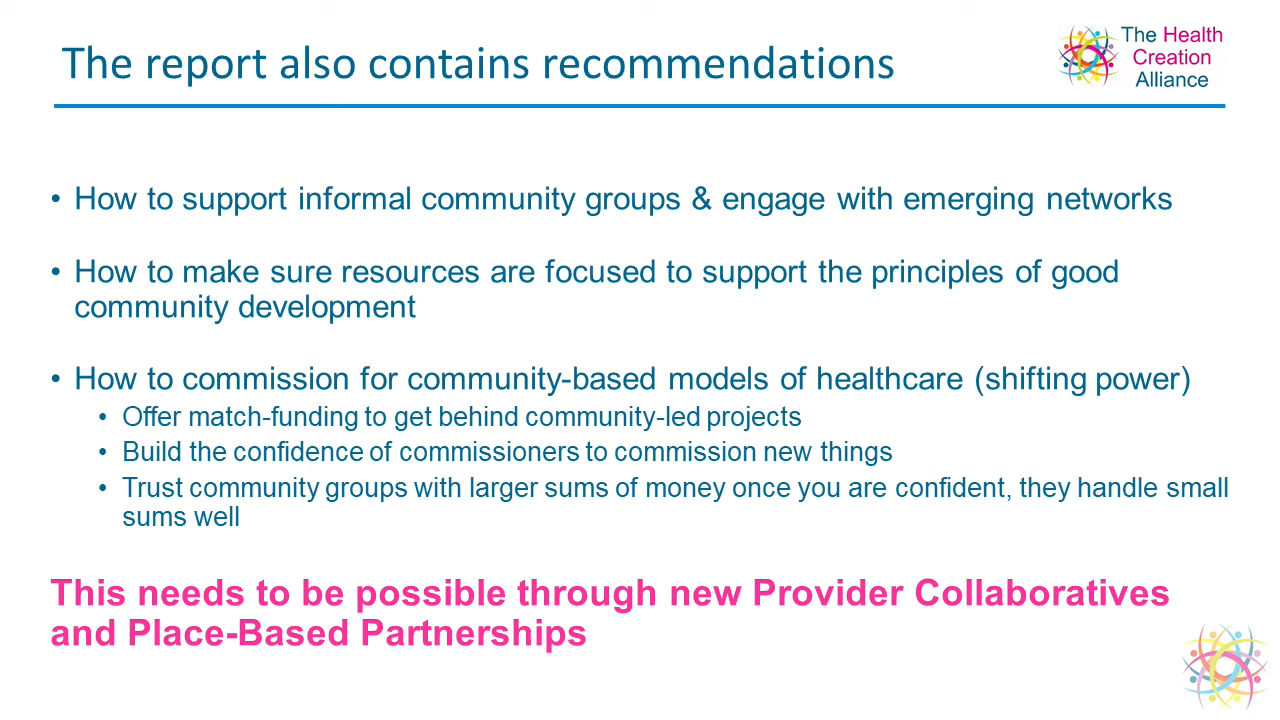 The report also contains recommendations
The Health
Creation
Alliance
• How to support informal community groups & engage with emerging networks
• How to make sure resources are focused to support the principles of good
community development
• How to commission for community-based models of healthcare (shifting power)
• Offer match-funding to get behind community-led projects
• Build the confidence of commissioners to commission new things
• Trust community groups with larger sums of money once you are confident, they handle small
sums well
This needs to be possible through new Provider Collaboratives
and Place-Based Partnerships